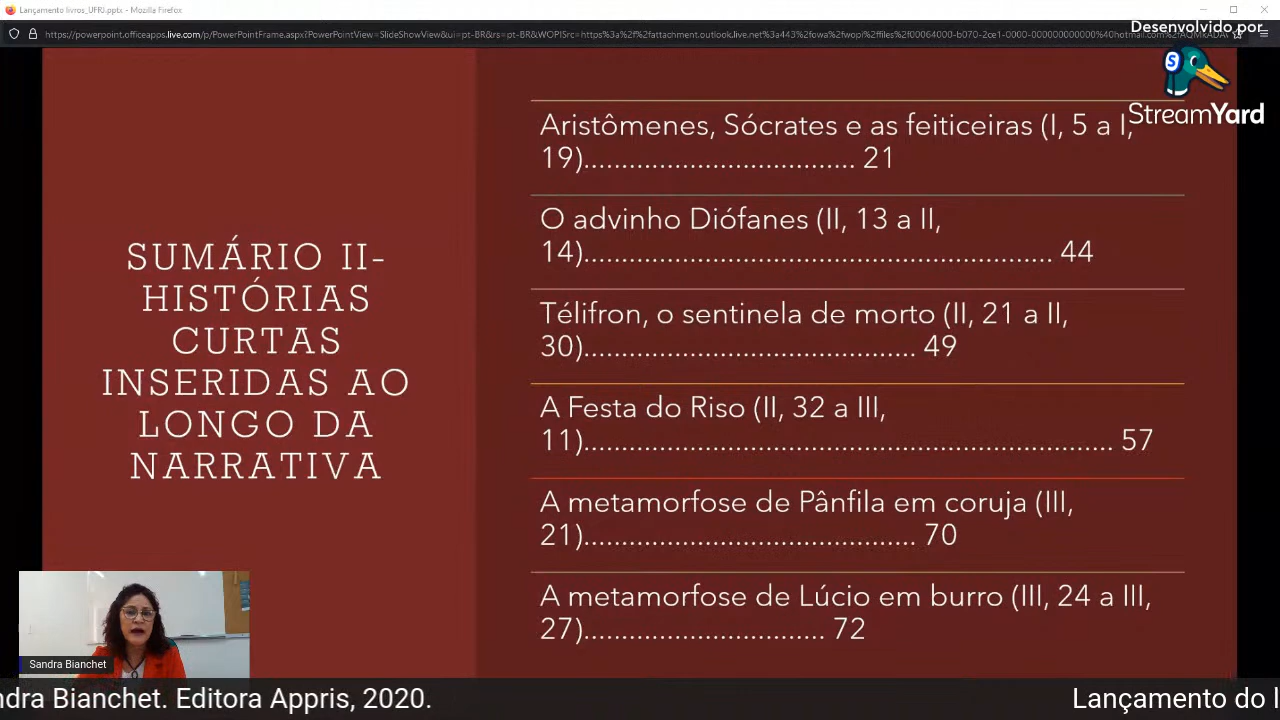 Lançamento livros_UFRJ.pptx - Mozilla Firefox
Desenvolvido por
StreamYard
SUMÁRIO II-
HISTÓRIAS
CURTAS
INSERIDAS AO
LONGO DA
NARRATIVA
Aristômenes, Sócrates e as feiticeiras (I, 5 a I,
19)................................... 21
O advinho Diófanes (II, 13 a II,
14)............................................................ 44
Télifron, o sentinela de morto (II, 21 a II,
30).......................................... 49
A Festa do Riso (II, 32 a III,
11)................................................................... 57
A metamorfose de Pânfila em coruja (III,
21).......................................... 70
A metamorfose de Lúcio em burro (III, 24 a III,
27)............................... 72
Sandra Bianchet
ndra Bianchet. Editora Appris, 2020.
Lançamento do l